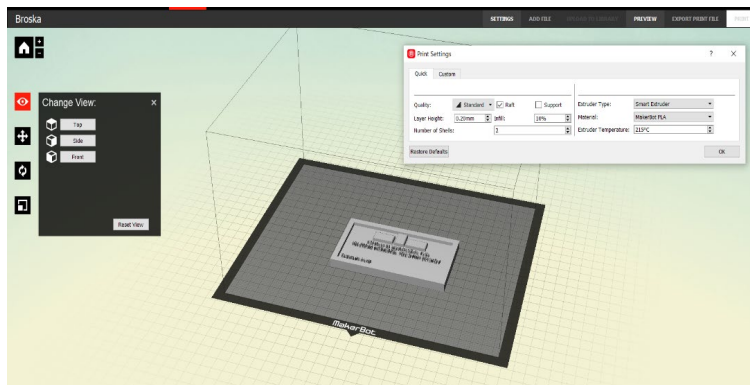 Broska
SETTINGS
ADD FILE
PREVIEW
EXPORT PRINT FILE
PRINT
Change View:
x
Top
Side
Front
Reset View
Print Settings
?
X
Quick
Custom
Quality:
Standard
Raft
Support
Extruder Type:
Smart Extruder
Layer Height:
0.20mm
Infill:
10%
Material:
MakerBot PLA
Number of Shells:
Extruder Temperature:
215°C
Restore Defaults
OK
MakerBot